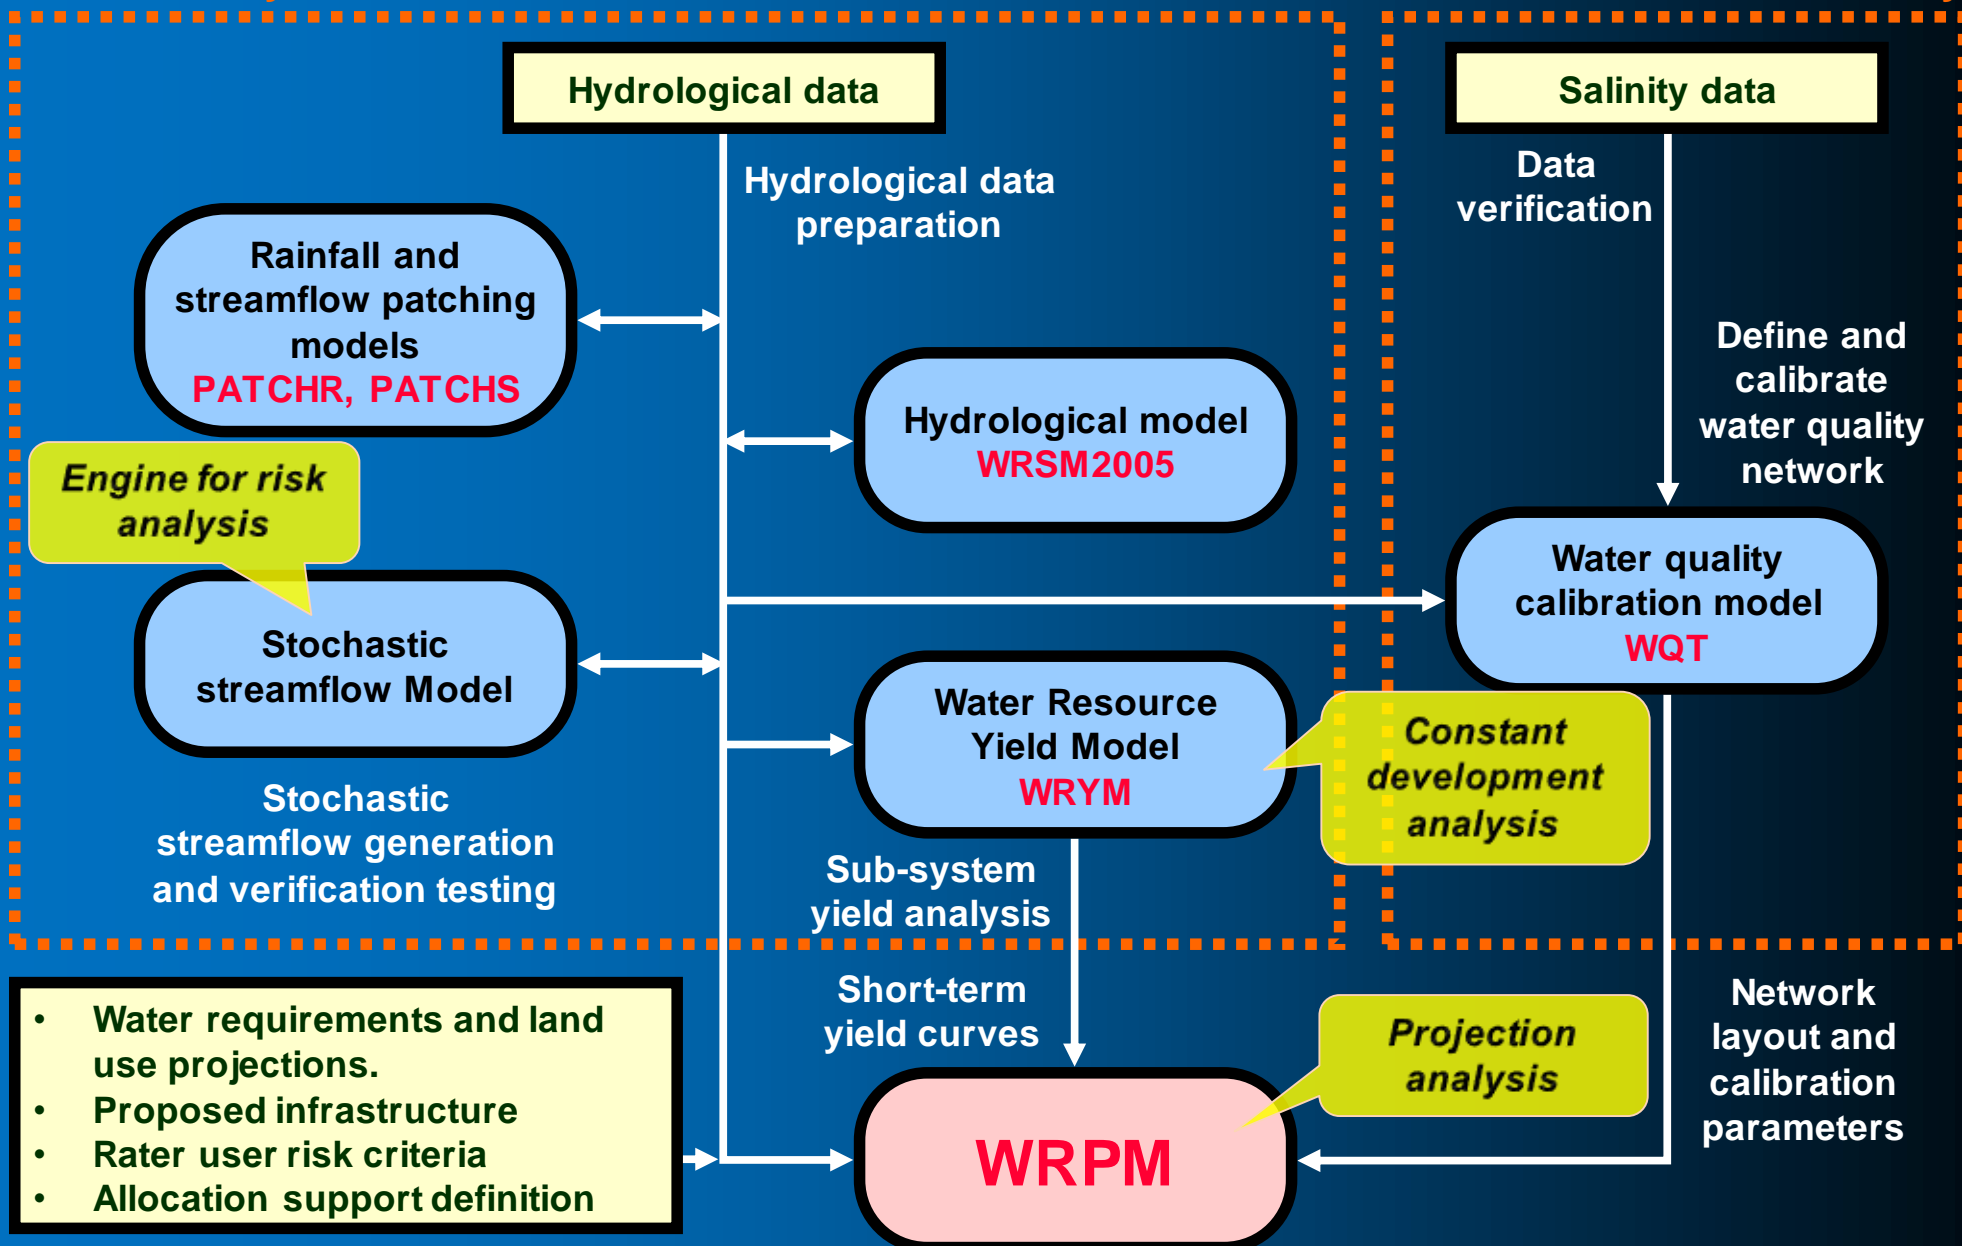 Hydrological data
Salinity data
Hydrological data
preparation
Data
verification
Rainfall and
streamflow patching
models
PATCHR, PATCHS
Define and
calibrate
water quality
network
Hydrological model
WRSM2005
Engine for risk
analysis
Water quality
calibration model
WQT
Stochastic
streamflow Model
Water Resource
Yield Model
WRYM
Constant
development
analysis
Stochastic
streamflow generation
and verification testing
Sub-system
yield analysis
Short-term
yield curves
Network
layout and
calibration
parameters
• Water requirements and land
use projections.
• Proposed infrastructure
• Rater user risk criteria
• Allocation support definition
Projection
analysis
WRPM